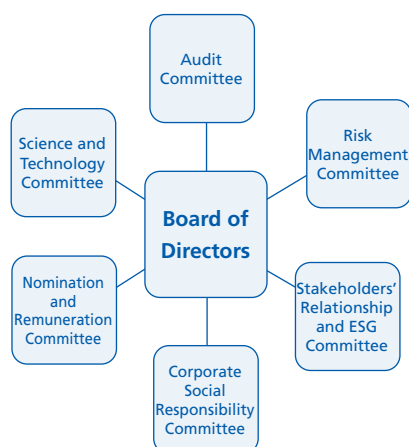 Audit
Committee
Science and
Technology
Committee
Risk
Management
Committee
Board of
Directors
Nomination
and
Remuneration
Committee
Stakeholders’
Relationship
and ESG
Committee
Corporate
Social
Responsibility
Committee